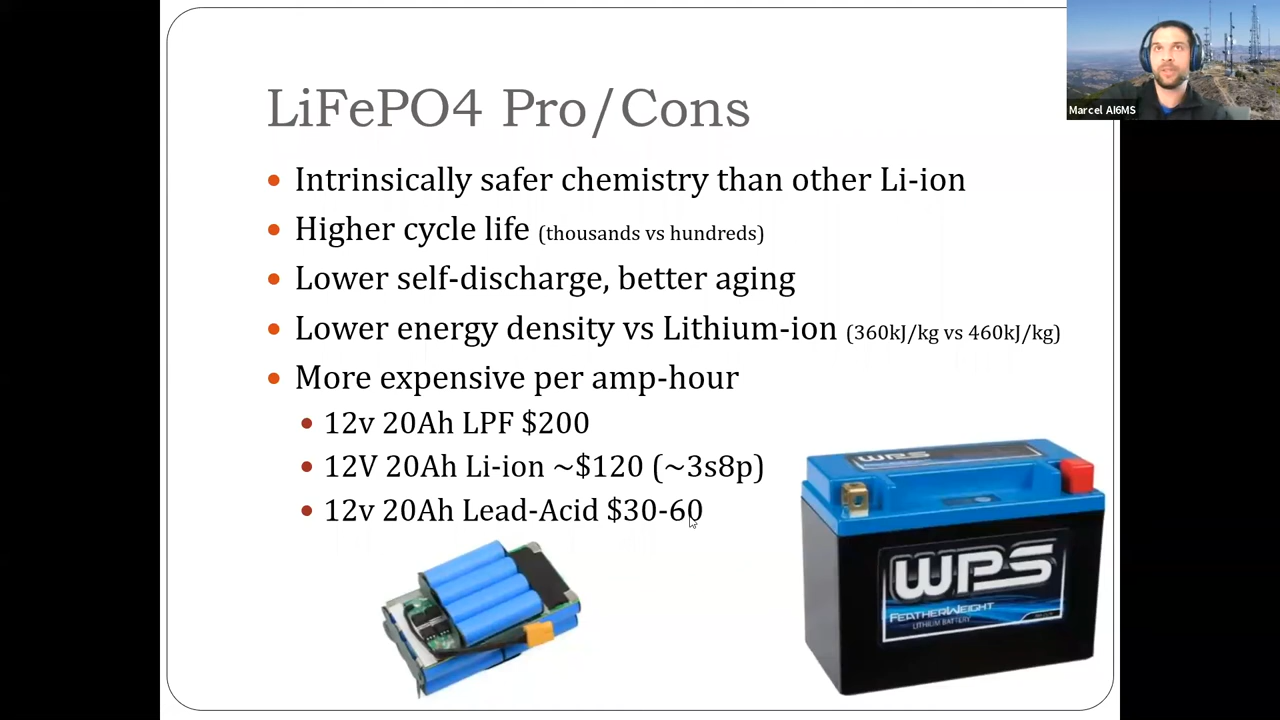 Marcel AI6MS
LiFePO4 Pro/Cons
Intrinsically safer chemistry than other Li-ion
Higher cycle life (thousands vs hundreds)
Lower self-discharge, better aging
Lower energy density vs Lithium-ion (360kJ/kg vs 460kJ/kg)
More expensive per amp-hour
12v 20Ah LPF $200
12V 20Ah Li-ion ~$120 (~3s8p)
12v 20Ah Lead-Acid $30-60
WPS
WPS
FEATHERWEIGHT
LITHIUM BATTERY